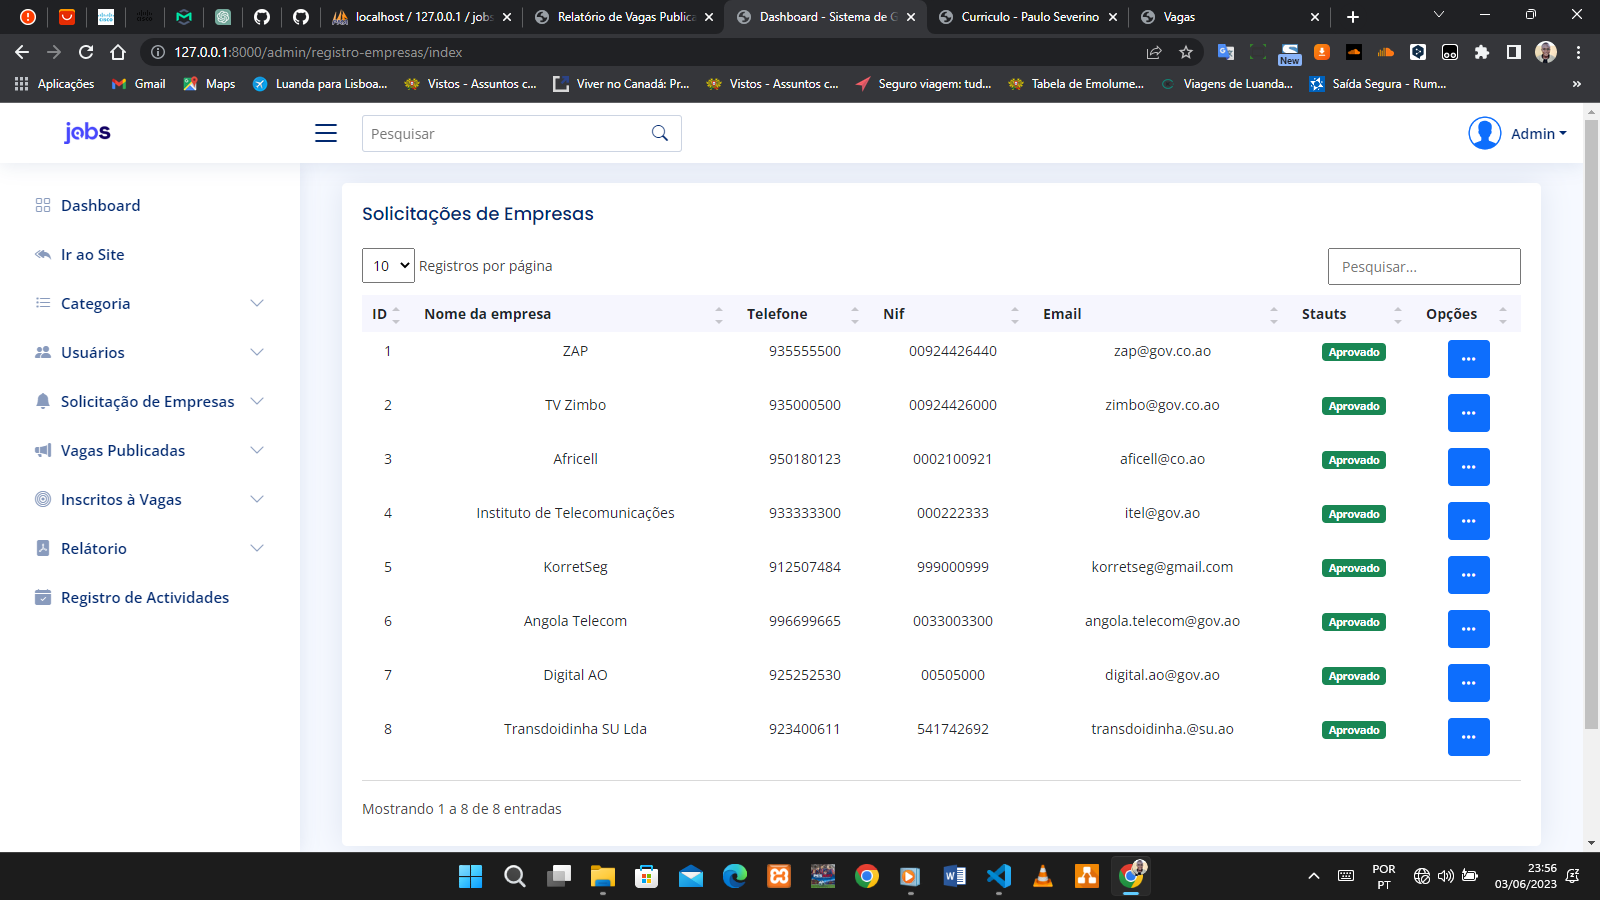 localhost / 127.0.0.1 / jobs
Relatório de Vagas Publica
Dashboard - Sistema de G
Curriculo - Paulo Severino
Vagas
127.0.0.1:8000/admin/registro-empresas/index
New
Aplicações
Gmail
Maps
Luanda para Lisboa...
Vistos - Assuntos c...
Viver no Canadá: Pr...
Vistos - Assuntos c...
Seguro viagem: tud...
Tabela de Emolume...
Viagens de Luanda...
Saída Segura - Rum...
»
jobs
Pesquisar
Admin
Dashboard
Ir ao Site
Categoria
Usuários
Solicitação de Empresas
Vagas Publicadas
Inscritos à Vagas
Relátorio
Registro de Actividades
Solicitações de Empresas
10 Registros por página
Pesquisar...
ID Nome da empresa Telefone Nif Email Stauts Opções
1 ZAP 935555500 00924426440 zap@gov.co.ao Aprovado
2 TV Zimbo 935000500 00924426000 zimbo@gov.co.ao Aprovado
3 Africell 950180123 0002100921 aficell@co.ao Aprovado
4 Instituto de Telecomunicações 933333300 000222333 itel@gov.ao Aprovado
5 KorretSeg 912507484 999000999 korretseg@gmail.com Aprovado
6 Angola Telecom 996699665 0033003300 angola.telecom@gov.ao Aprovado
7 Digital AO 925252530 00505000 digital.ao@gov.ao Aprovado
8 Transdoidinha SU Lda 923400611 541742692 transdoidinha.@su.ao Aprovado
Mostrando 1 a 8 de 8 entradas
POR
PT
23:56
03/06/2023